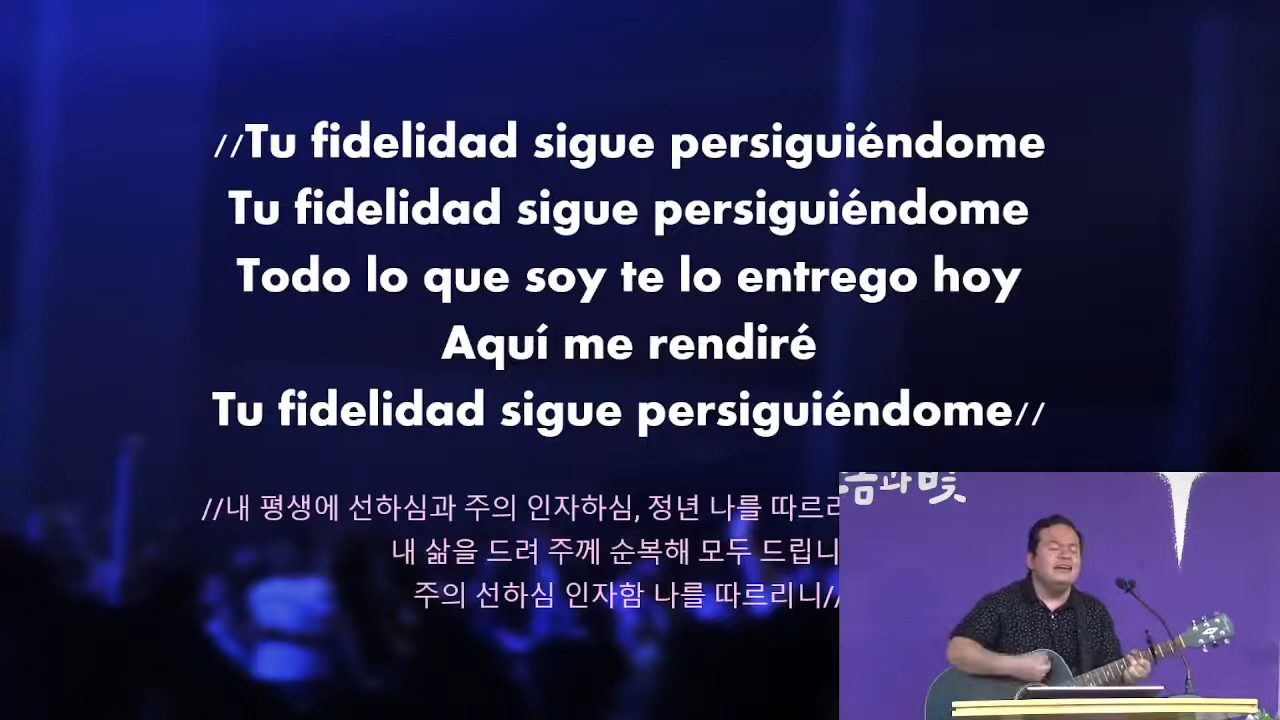 //Tu fidelidad sigue persiguiéndome
Tu fidelidad sigue persiguiéndome
Todo lo que soy te lo entrego hoy
Aquí me rendiré
Tu fidelidad sigue persiguiéndome//
//내 평생에 선하심과 주의 인자하심, 정년 나를 따르
내 삶을 드려 주께 순복해 모두 드립니
주의 선하심 인자함 나를 따르리니//